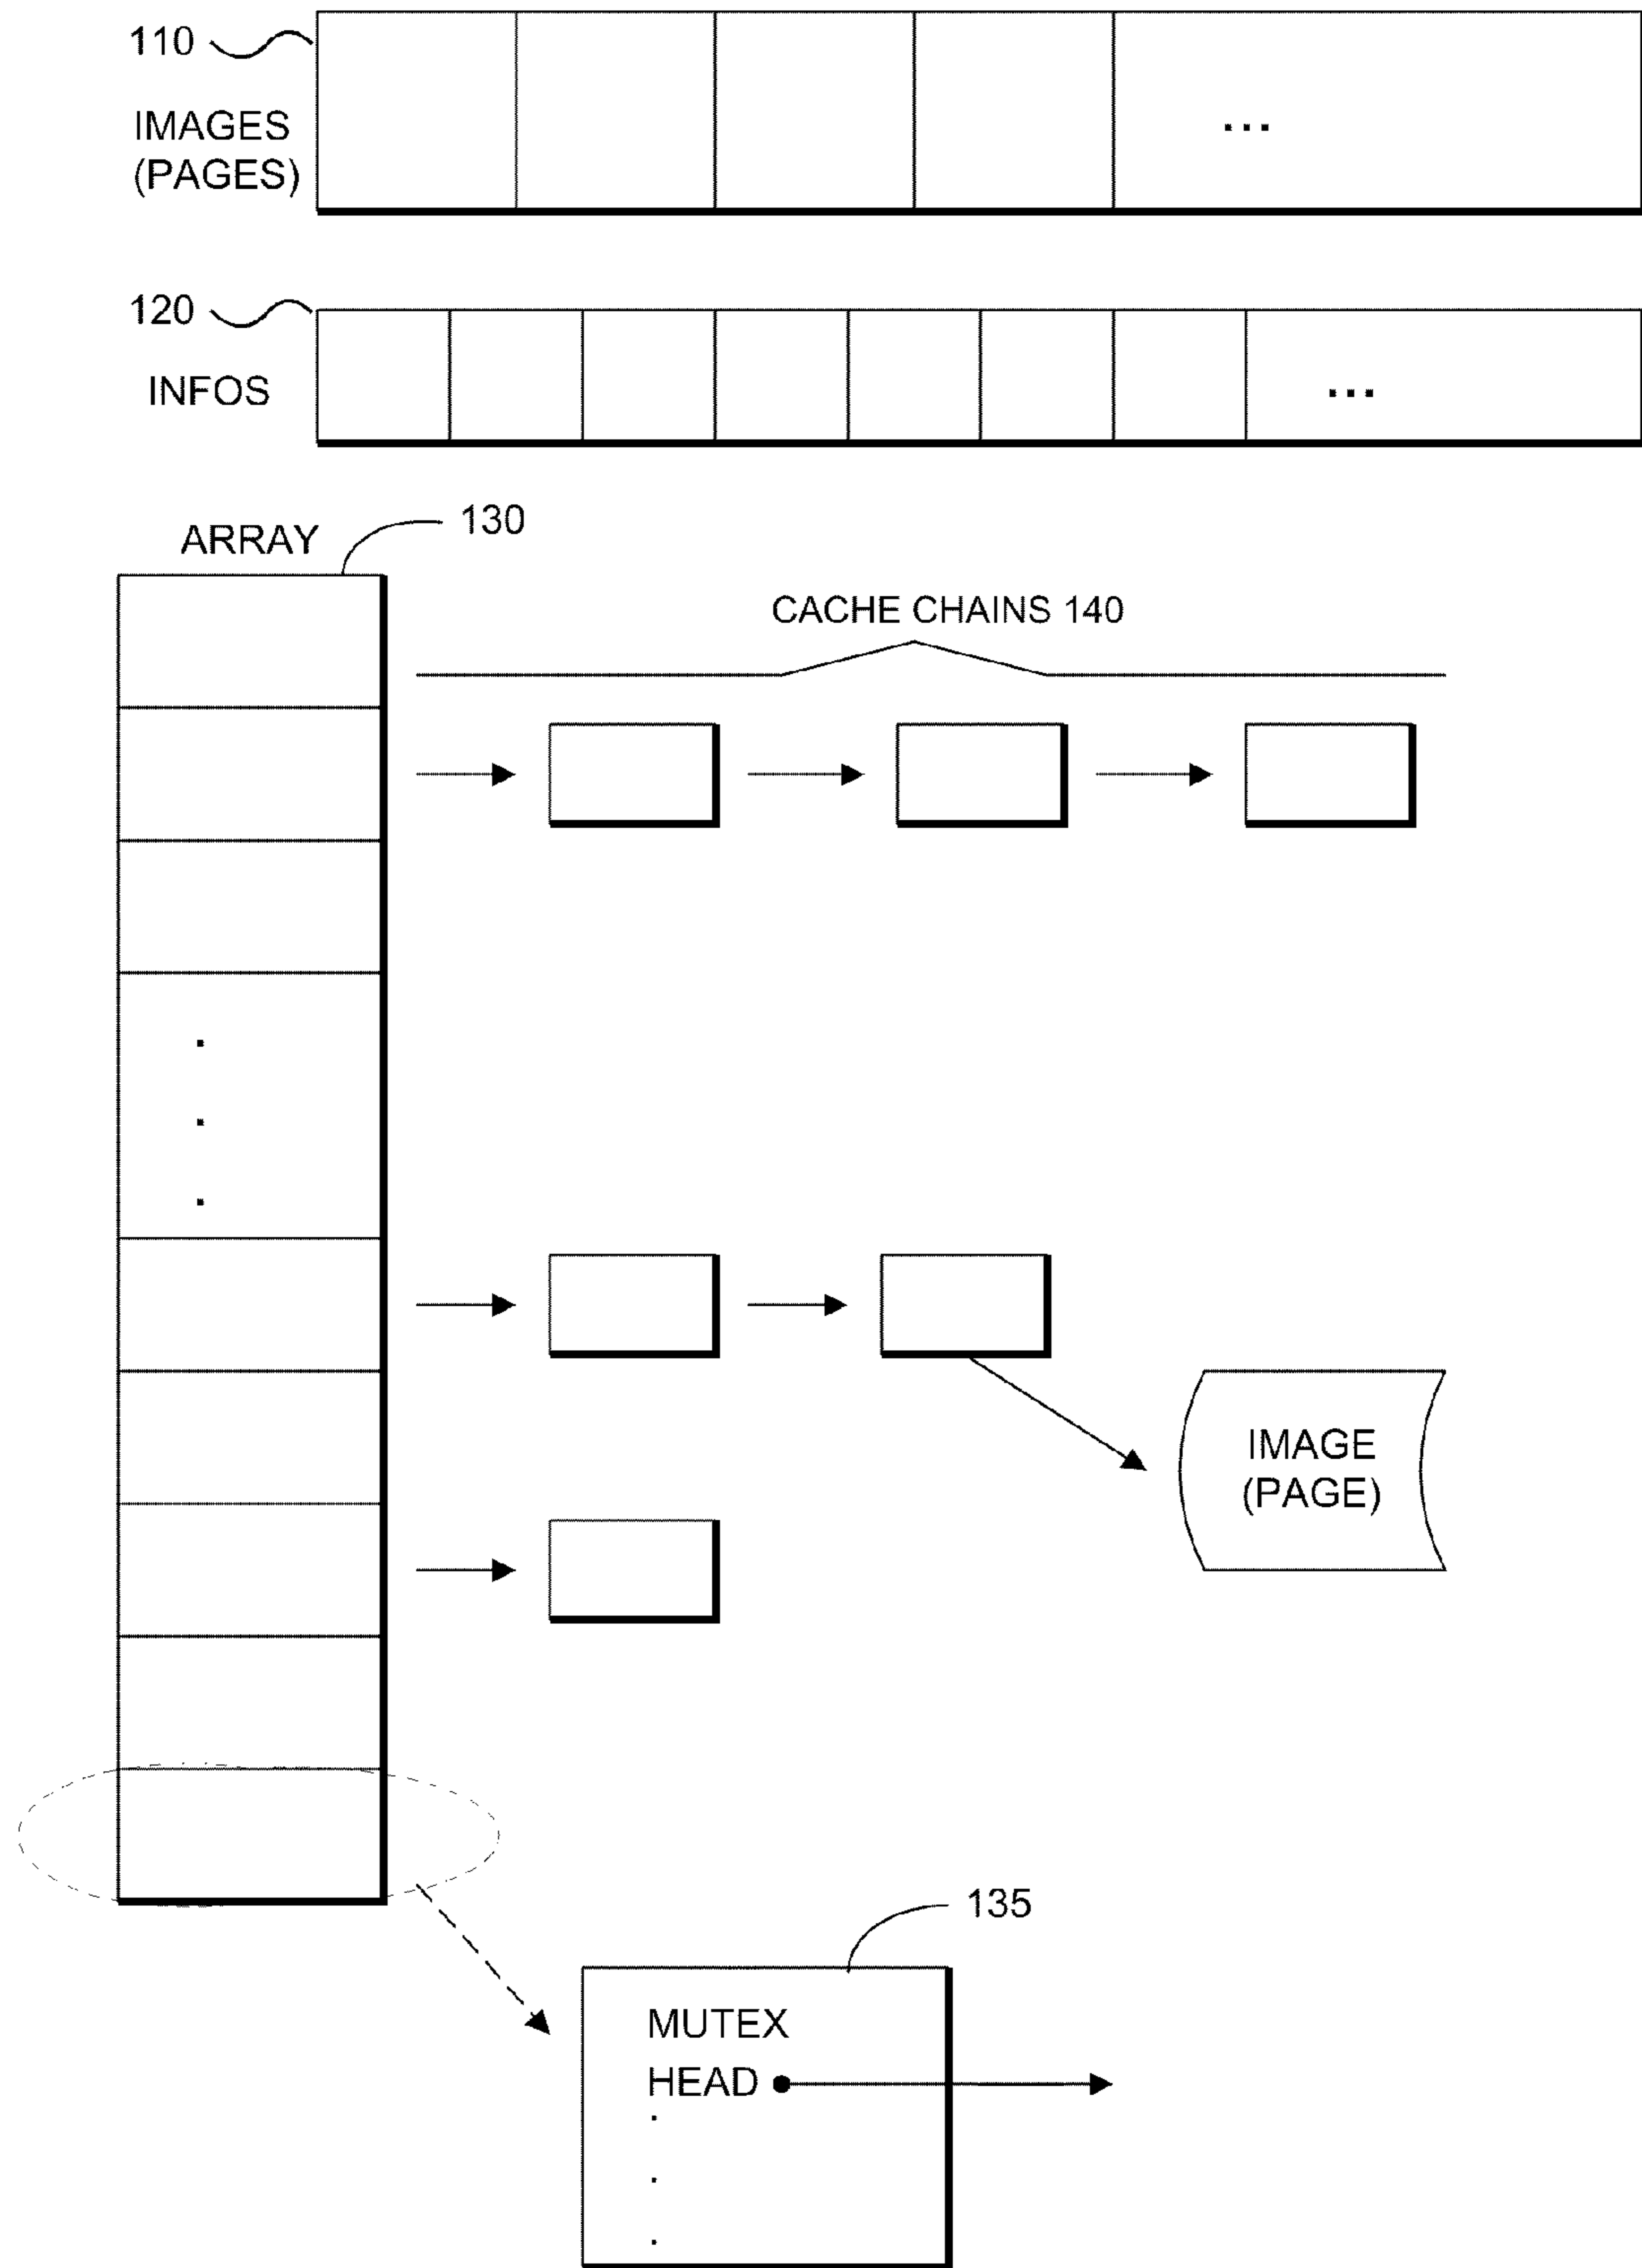 110
IMAGES
(PAGES)
...
120
INFOS
...
ARRAY
130
CACHE CHAINS 140
.
.
.
IMAGE
(PAGE)
135
MUTEX
HEAD
.
.
.